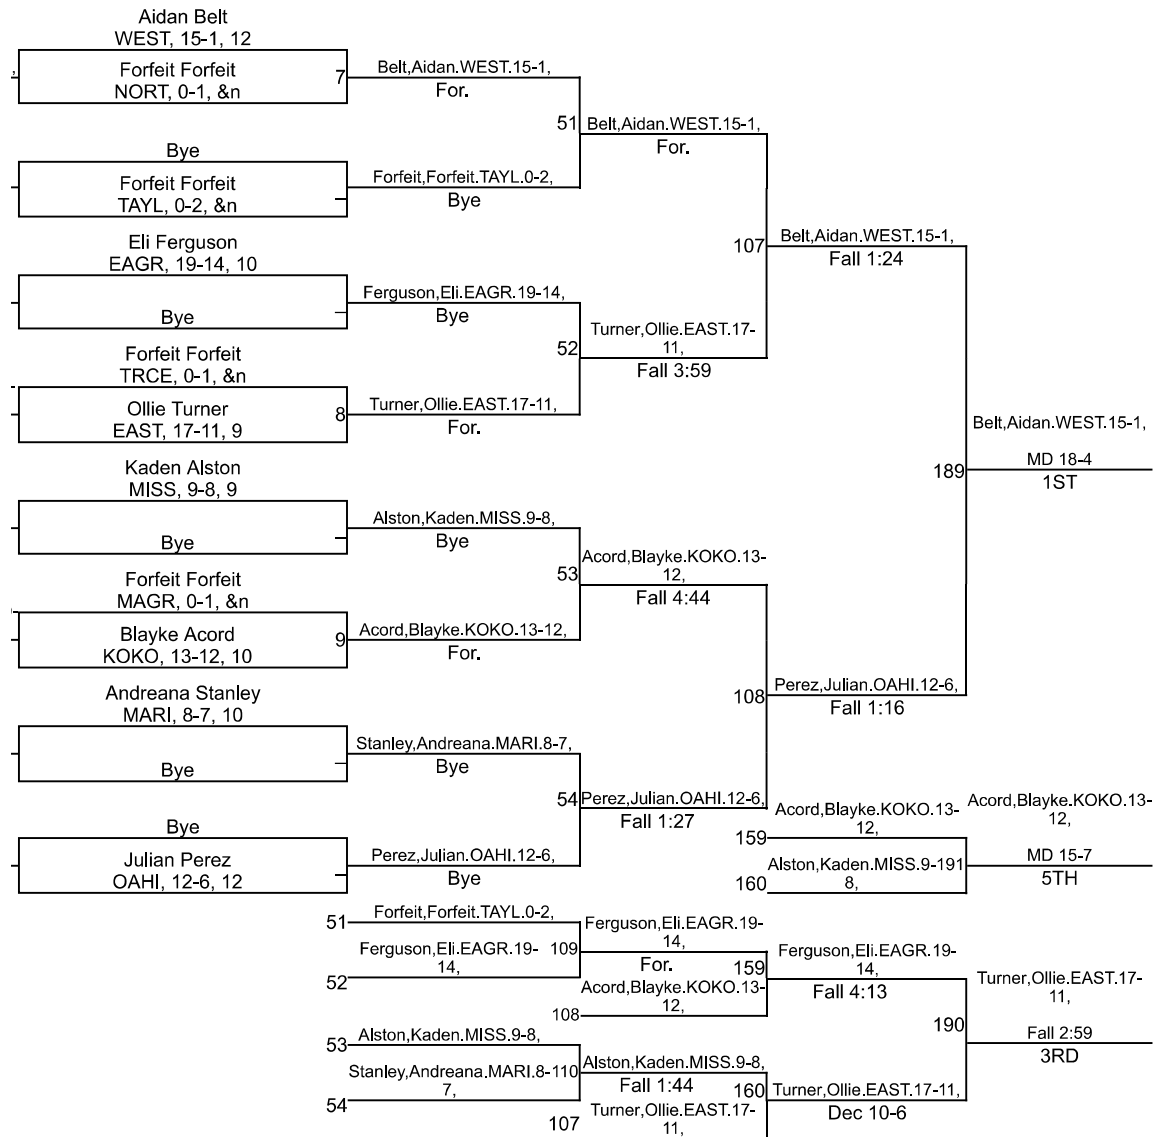 Aidan Belt
WEST, 15-1, 12
Forfeit Forfeit
NORT, 0-1, &n
7
Belt,Aidan.WEST.15-1,
For.
51
Belt,Aidan.WEST.15-1,
For.
Bye
Forfeit Forfeit
TAYL, 0-2, &n
Forfeit,Forfeit.TAYL.0-2,
Bye
Eli Ferguson
EAGR, 19-14, 10
Bye
Ferguson,Eli.EAGR.19-14,
Bye
107
Belt,Aidan.WEST.15-1,
Fall 1:24
52
Turner,Ollie.EAST.17-
11,
Fall 3:59
Forfeit Forfeit
TRCE, 0-1, &n
Ollie Turner
EAST, 17-11, 9
8
Turner,Ollie.EAST.17-11,
For.
Belt,Aidan.WEST.15-1,
189
MD 18-4
1ST
Kaden Alston
MISS, 9-8, 9
Bye
Alston,Kaden.MISS.9-8,
Bye
53
Acord,Blayke.KOKO.13-
12,
Fall 4:44
Forfeit Forfeit
MAGR, 0-1, &n
Blayke Acord
KOKO, 13-12, 10
9
Acord,Blayke.KOKO.13-12,
For.
108
Perez,Julian.OAHI.12-6,
Fall 1:16
Andreana Stanley
MARI, 8-7, 10
Bye
Stanley,Andreana.MARI.8-7,
Bye
54
Perez,Julian.OAHI.12-6,
Fall 1:27
Bye
Julian Perez
OAHI, 12-6, 12
Perez,Julian.OAHI.12-6,
Bye
159
Acord,Blayke.KOKO.13-
12,
160
Alston,Kaden.MISS.9-191
8,
Acord,Blayke.KOKO.13-
12,
MD 15-7
5TH
51
Forfeit,Forfeit.TAYL.0-2,
52
Ferguson,Eli.EAGR.19-
14,
109
Ferguson,Eli.EAGR.19-
14,
For.
108
Acord,Blayke.KOKO.13-
12,
159
Ferguson,Eli.EAGR.19-
14,
Fall 4:13
53
Alston,Kaden.MISS.9-8,
54
Stanley,Andreana.MARI.8-110
7,
Alston,Kaden.MISS.9-8,
Fall 1:44
107
Turner,Ollie.EAST.17-
11,
160
Turner,Ollie.EAST.17-11,
Dec 10-6
190
Turner,Ollie.EAST.17-
11,
Fall 2:59
3RD